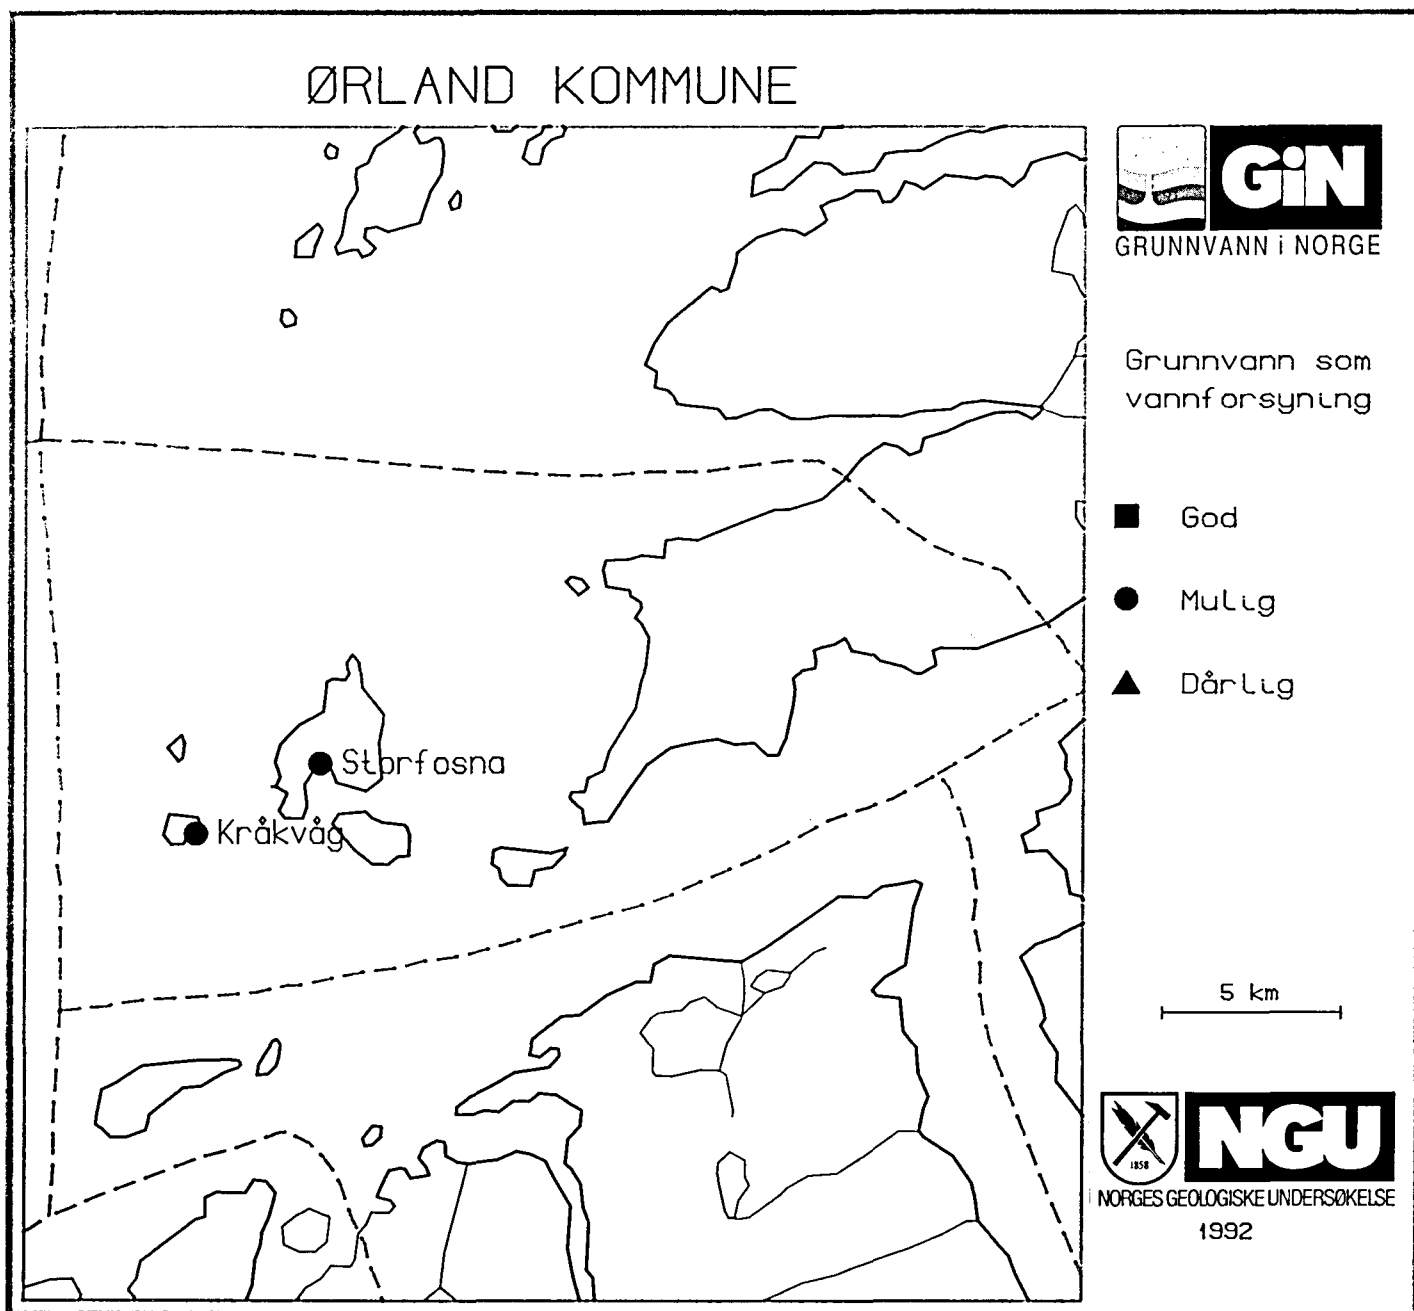 ØRLAND KOMMUNE
GiN
GRUNNVANN i NORGE
Grunnvann som
vannforsyning
God
Mulig
Dårlig
Storfosna
Kråkvåg
5 km
1858
NGU
NORGES GEOLOGISKE UNDERSØKELSE
1992